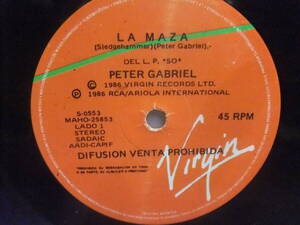 LA MAZA
(Sledgehammer)(Peter Gabriel),-
DEL L.P. "SO"
PETER GABRIEL
© 1986 VIRGIN RECORDS LTD.
℗ 1986 RCA/ARIOLA INTERNATIONAL
S-0553
MAHO-25853
LADO 1
STEREO
SADAIC
AADI-CAPIF
45 RPM
DIFUSION VENTA PROHIBIDA
Virgin